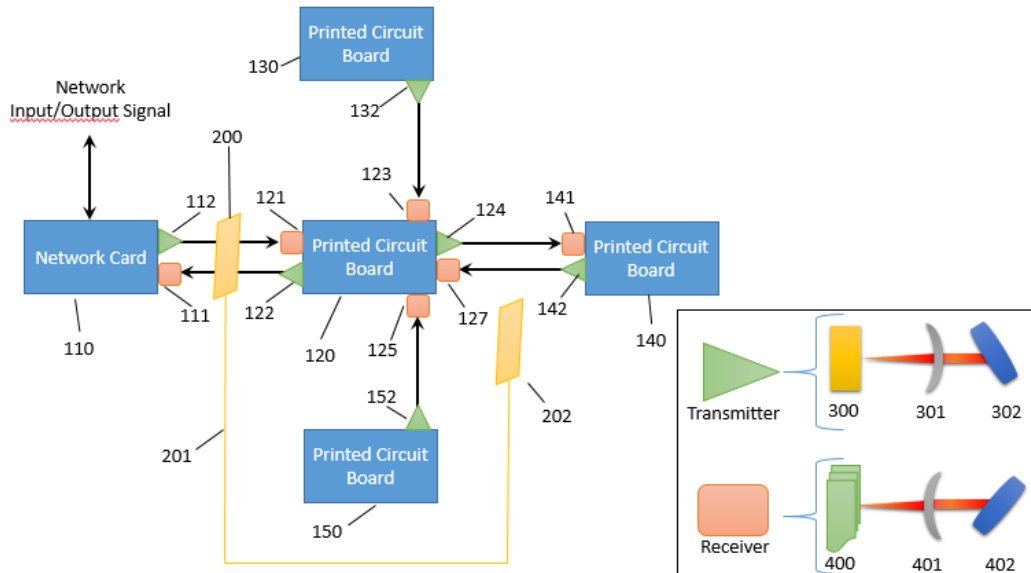 Printed Circuit
Board
130
132
Network
Input/Output Signal
200
112
121
123
124
141
Network Card
Printed Circuit
Board
Printed Circuit
Board
111
122
127
142
110
120
125
140
152
202
201
Printed Circuit
Board
150
Transmitter
300
301
302
Receiver
400
401
402